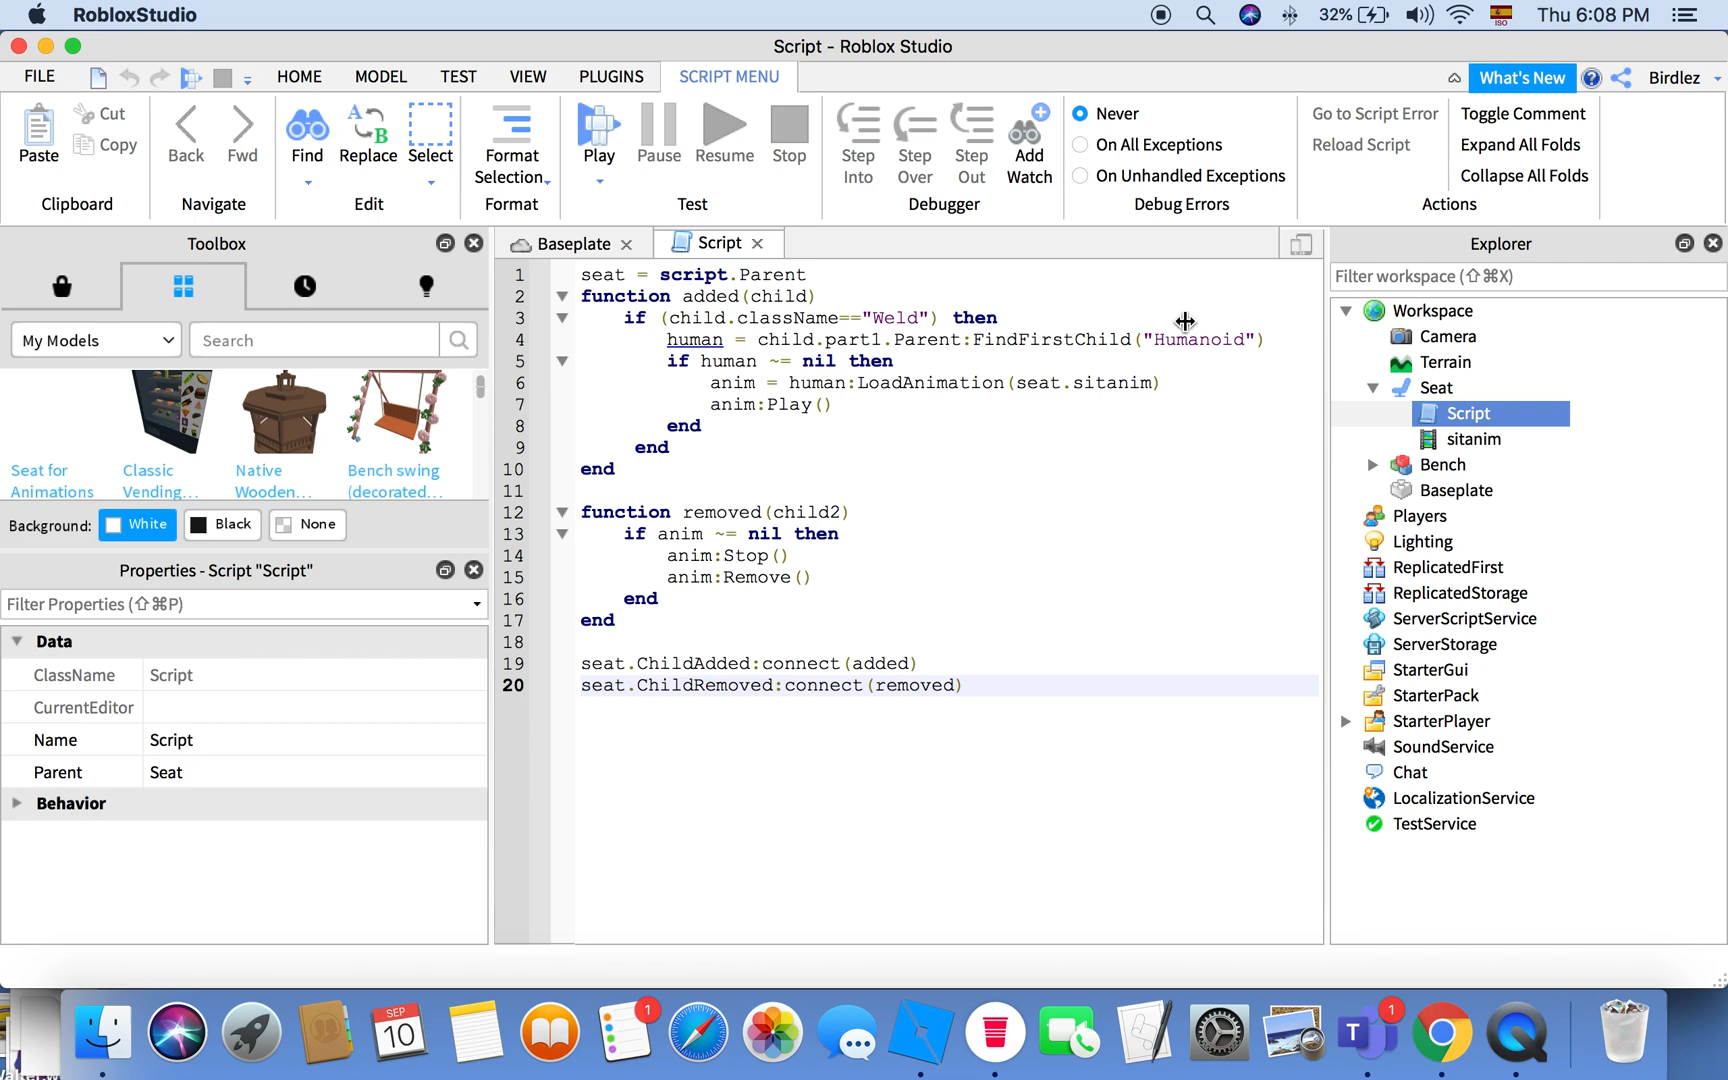 RobloxStudio
32%
ISO
Thu 6:08 PM
Script - Roblox Studio
FILE
HOME
MODEL
TEST
VIEW
PLUGINS
SCRIPT MENU
What's New
?
Birdlez
Paste
Cut
Copy
Clipboard
Back
Fwd
Navigate
Find
Replace
Select
Edit
Format
Selection
Format
Play
Pause
Resume
Stop
Test
Step
Into
Step
Over
Step
Out
Add
Watch
Debugger
Never
On All Exceptions
On Unhandled Exceptions
Debug Errors
Go to Script Error
Reload Script
Toggle Comment
Expand All Folds
Collapse All Folds
Actions
Toolbox
My Models
Search
Seat for
Animations
Classic
Vending...
Native
Wooden...
Bench swing
(decorated...
Background:
White
Black
None
Properties - Script "Script"
Filter Properties (⇧⌘P)
Data
ClassName Script
CurrentEditor
Name Script
Parent Seat
Behavior
Baseplate
Script
1 seat = script.Parent
2 function added(child)
3 if (child.className=="Weld") then
4 human = child.part1.Parent:FindFirstChild("Humanoid")
5 if human ~= nil then
6 anim = human:LoadAnimation(seat.sitanim)
7 anim:Play()
8 end
9 end
10 end
11
12 function removed(child2)
13 if anim ~= nil then
14 anim:Stop()
15 anim:Remove()
16 end
17 end
18
19 seat.ChildAdded:connect(added)
20 seat.ChildRemoved:connect(removed)
Explorer
Filter workspace (⇧⌘X)
Workspace
Camera
Terrain
Seat
Script
sitanim
Bench
Baseplate
Players
Lighting
ReplicatedFirst
ReplicatedStorage
ServerScriptService
ServerStorage
StarterGui
StarterPack
StarterPlayer
SoundService
Chat
LocalizationService
TestService
SEP
10
1
T
1